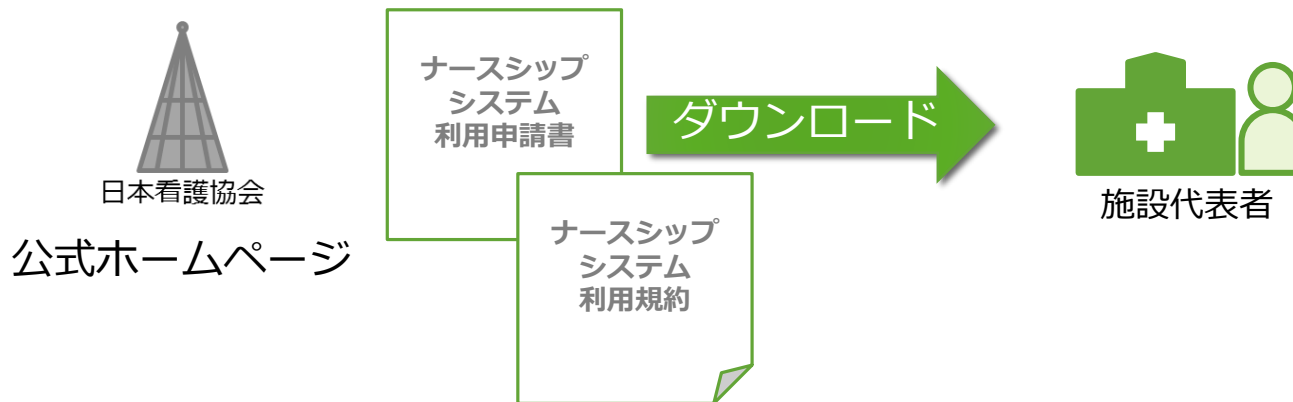 日本看護協会
公式ホームページ
ナースシップ
システム
利用申請書
ナースシップ
システム
利用規約
ダウンロード
施設代表者